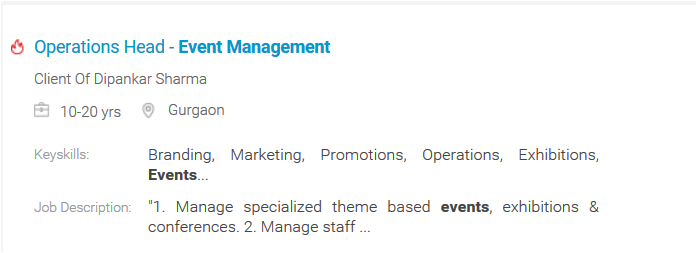 Operations Head - Event Management
Client Of Dipankar Sharma
10-20 yrs Gurgaon
Keyskills: Branding, Marketing, Promotions, Operations, Exhibitions,
Events...
Job Description: "1. Manage specialized theme based events, exhibitions &
conferences. 2. Manage staff ...